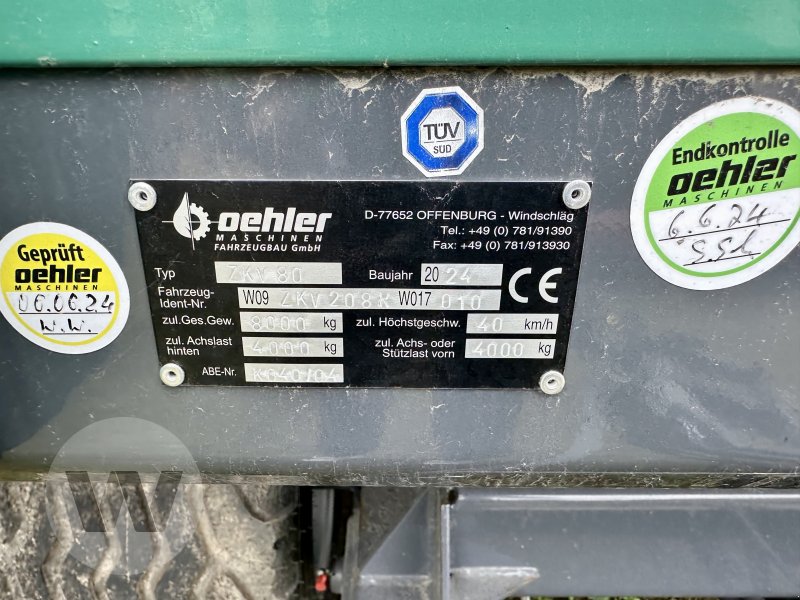 TÜV
SÜD
Endkontrolle
oehler
MASCHINEN
6.6.24
Geprüft
oehler
MASCHINEN
06.06.24
W.W.
oehler
MASCHINEN
FAHRZEUGBAU GmbH
D-77652 OFFENBURG - Windschläg
Tel.: +49 (0) 781/91390
Fax: +49 (0) 781/913930
Typ ZKV 80 Baujahr 20 24
CE
Fahrzeug-
Ident-Nr. W09 ZKV208K W017 010
zul.Ges.Gew. 8000 kg zul. Höchstgeschw. 40 km/h
zul. Achslast
hinten 4000 kg
zul. Achs- oder
Stützlast vorn 4000 kg
ABE-Nr. K040/04
W